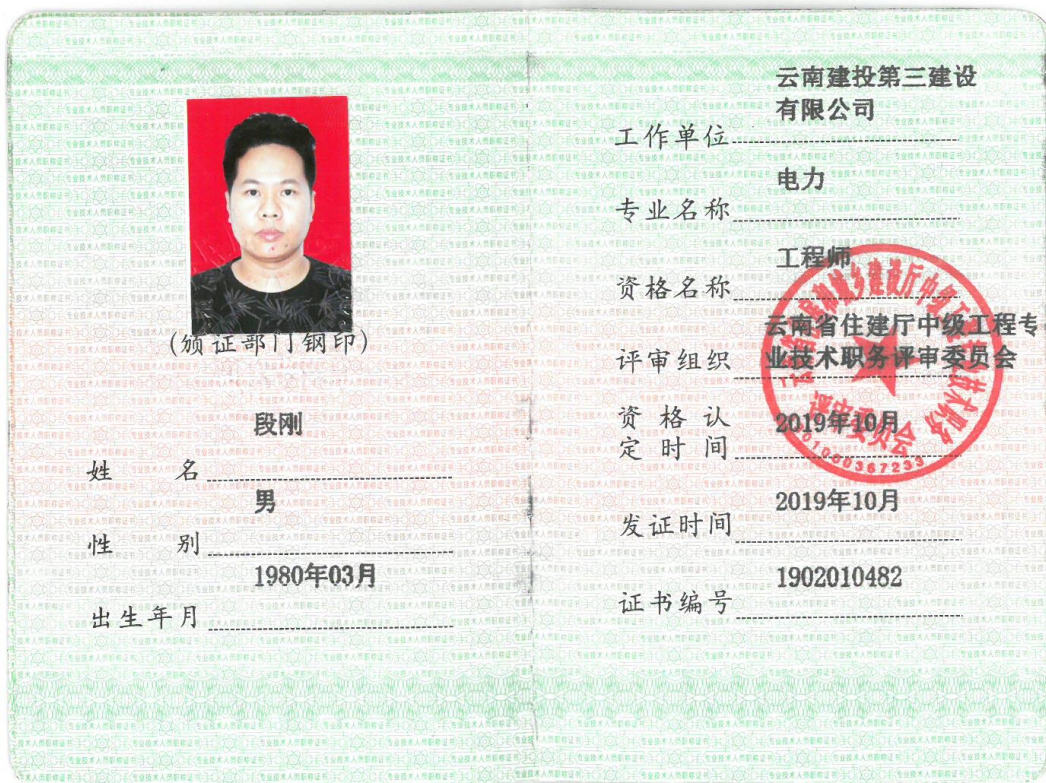 (颁证部门钢印)
段刚
姓 名
男
性 别
1980年03月
出生年月
云南建投第三建设
有限公司
工作单位
电力
专业名称
工程师
资格名称
云南省住建厅中级工程专
评审组织
业技术职务评审委员会
资格认
定时间
2019年10月
2019年10月
发证时间
1902010482
证书编号
评审委员会